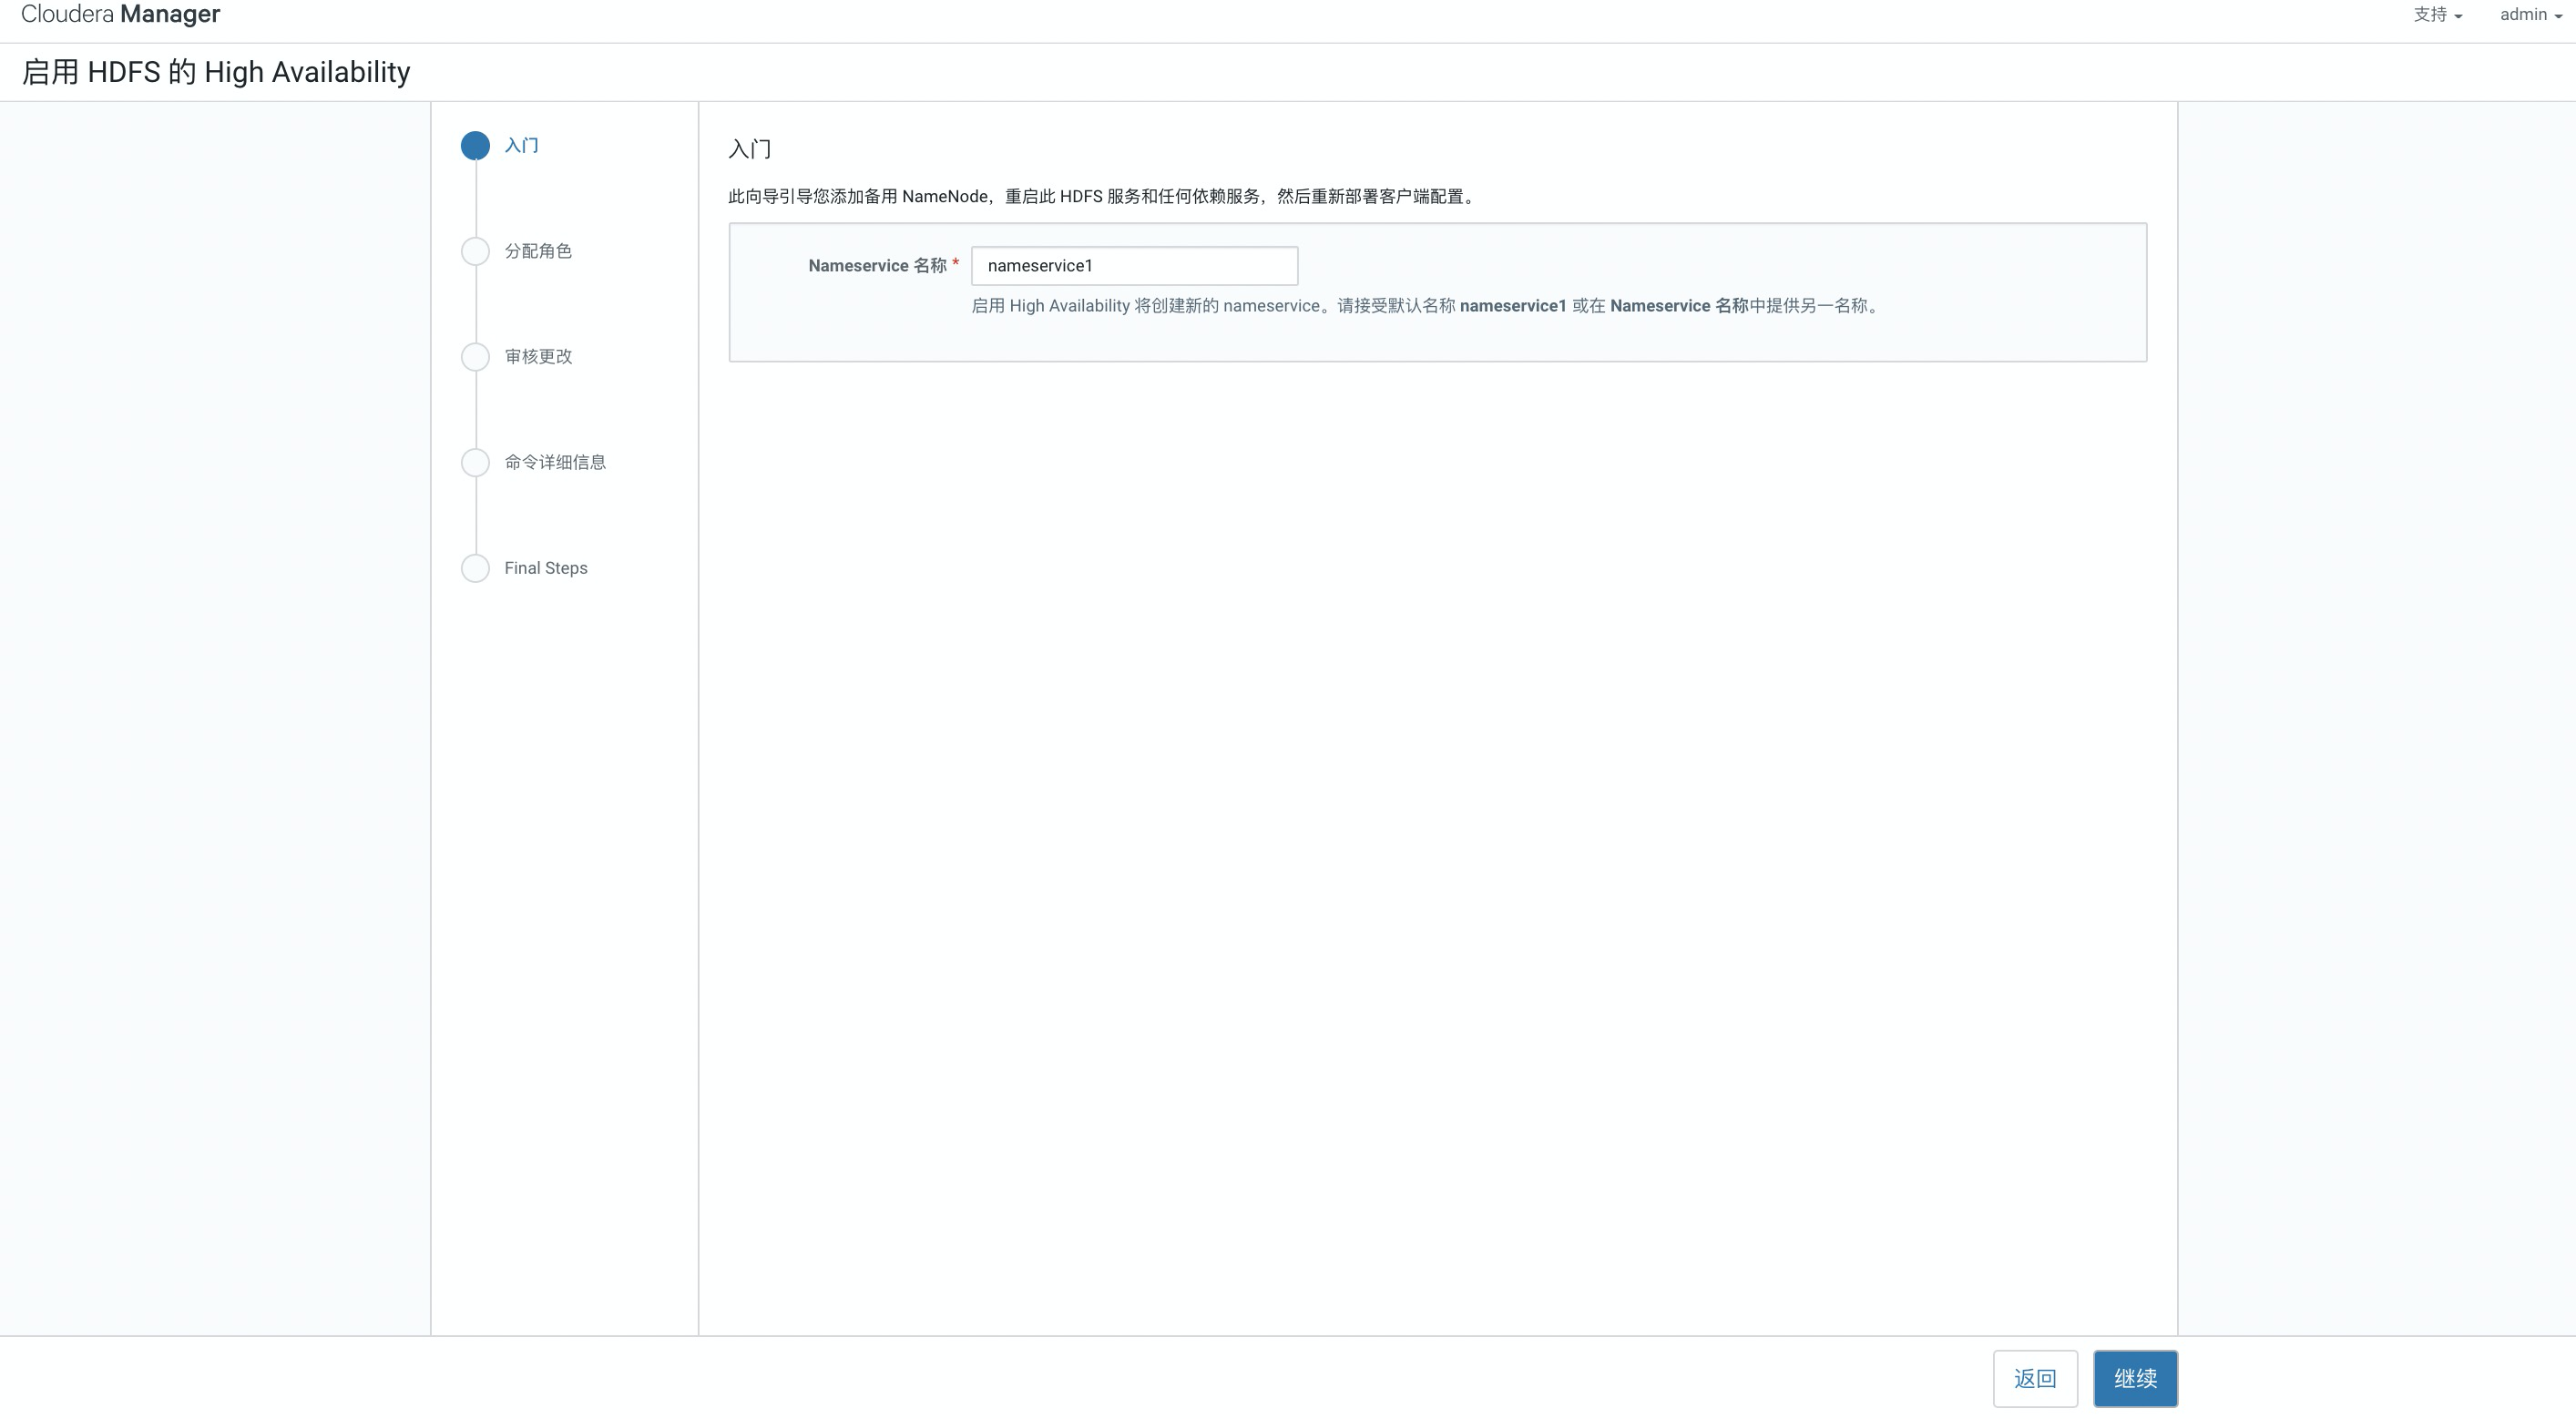 Cloudera Manager
支持 admin
启用 HDFS 的 High Availability
入门
分配角色
审核更改
命令详细信息
Final Steps
入门
此向导引导您添加备用 NameNode，重启此 HDFS 服务和任何依赖服务，然后重新部署客户端配置。
Nameservice 名称 * nameservice1
启用 High Availability 将创建新的 nameservice。请接受默认名称 nameservice1 或在 Nameservice 名称中提供另一名称。
返回 继续